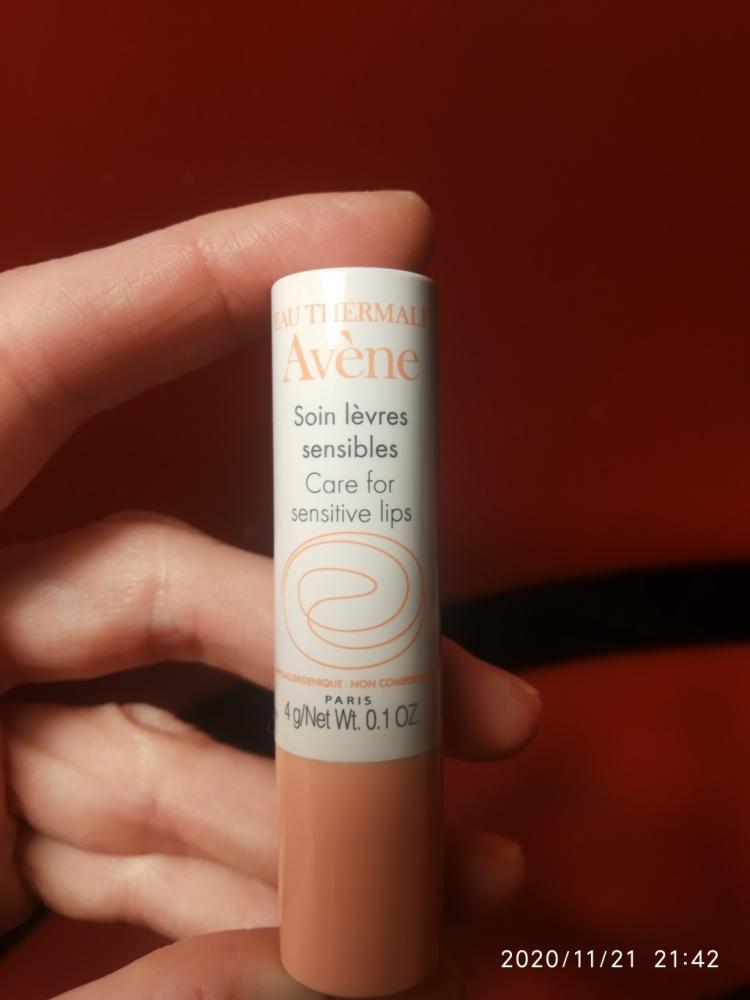 EAU THERMALE
Avène
Soin lèvres
sensibles
Care for
sensitive lips
NON
PARIS
4 g/Net Wt. 0.1 OZ.
2020/11/21 21:42